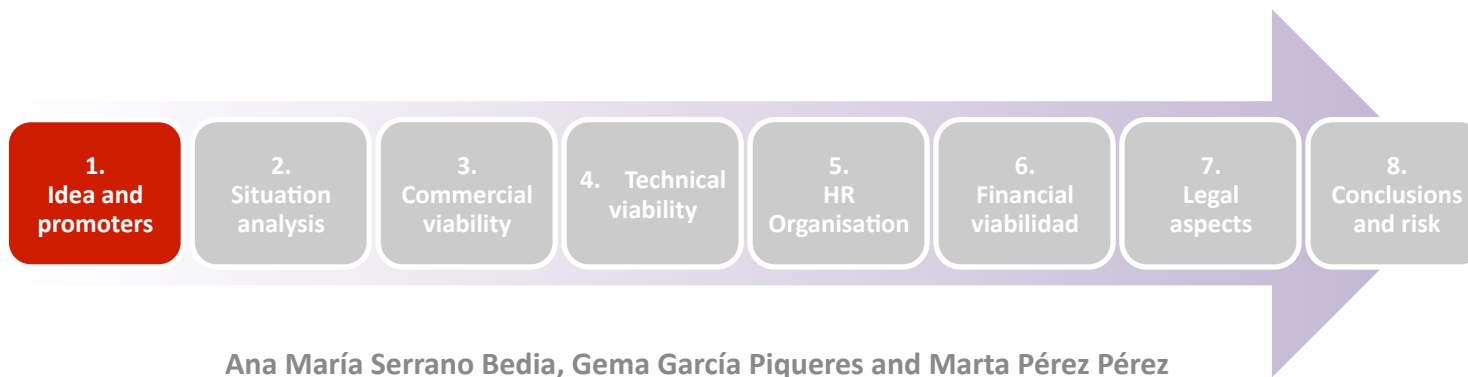 1.
Idea and
promoters
2.
Situation
analysis
3.
Commercial
viability
4. Technical
viability
5.
HR
Organisation
6.
Financial
viabilidad
7.
Legal
aspects
8.
Conclusions
and risk
Ana María Serrano Bedia, Gema García Piqueres and Marta Pérez Pérez